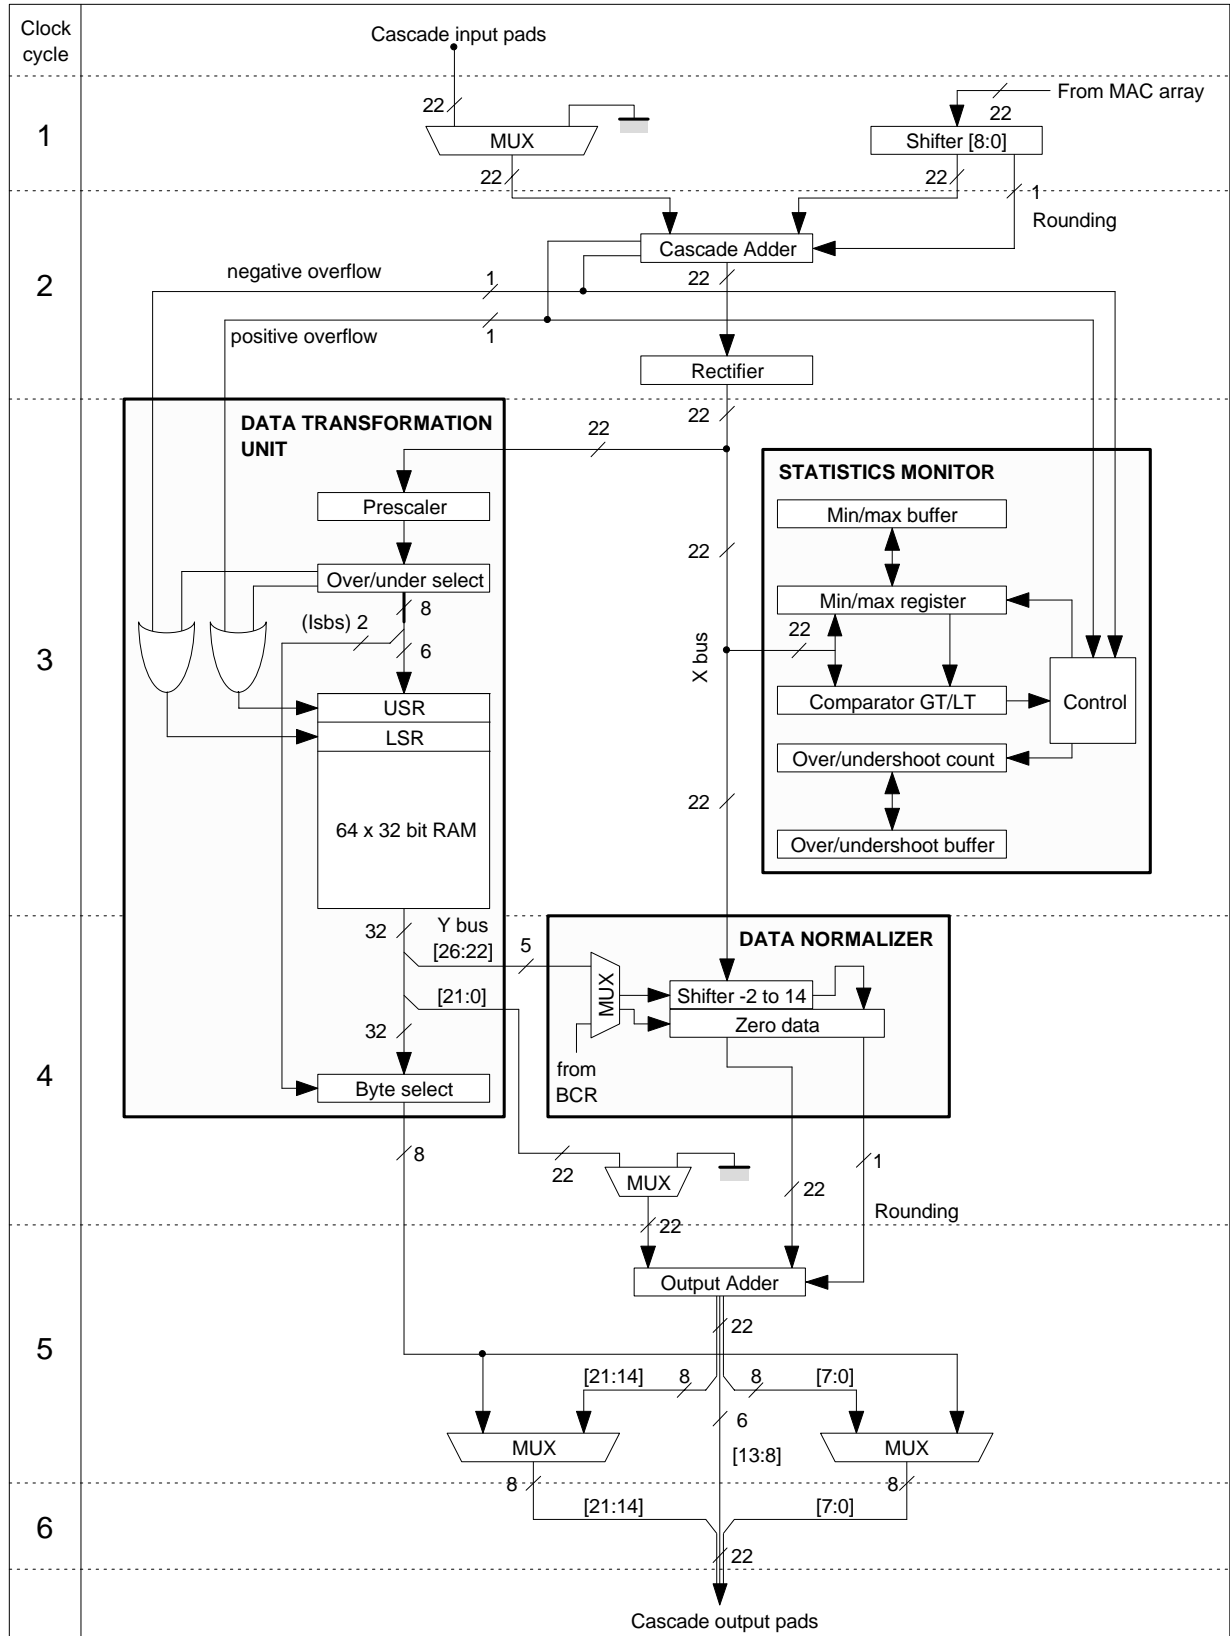 Clock
cycle
Cascade input pads
1
22
MUX
22
From MAC array
22
Shifter [8:0]
22
1
Rounding
2
Cascade Adder
22
negative overflow
1
positive overflow
1
Rectifier
22
3
DATA TRANSFORMATION
UNIT
22
Prescaler
Over/under select
8
(lsbs) 2
6
USR
LSR
64 x 32 bit RAM
22
X bus
22
22
STATISTICS MONITOR
Min/max buffer
Min/max register
Comparator GT/LT
Control
Over/undershoot count
Over/undershoot buffer
4
32
Y bus
[26:22]
5
[21:0]
32
Byte select
8
DATA NORMALIZER
MUX
Shifter -2 to 14
Zero data
from
BCR
22
MUX
22
22
1
Rounding
5
Output Adder
22
[21:14]
8
8
[7:0]
6
[13:8]
MUX
MUX
8
8
6
[21:14]
[7:0]
22
Cascade output pads